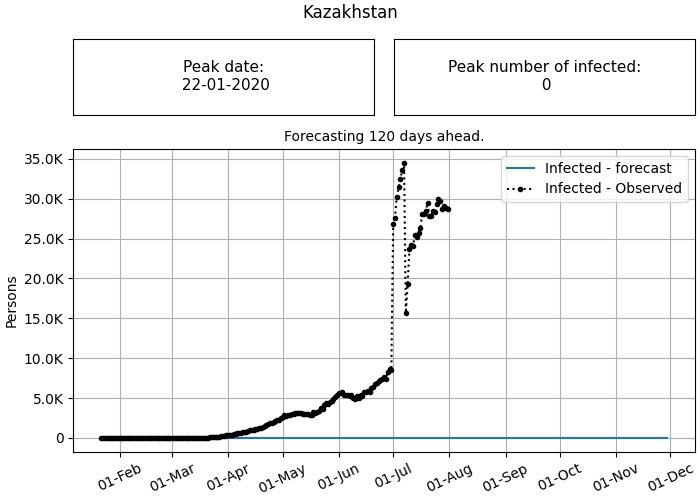 Kazakhstan
Peak date:
22-01-2020
Peak number of infected:
0
Forecasting 120 days ahead.
Infected - forecast
Infected - Observed
Persons
35.0K
30.0K
25.0K
20.0K
15.0K
10.0K
5.0K
0
01-Feb
01-Mar
01-Apr
01-May
01-Jun
01-Jul
01-Aug
01-Sep
01-Oct
01-Nov
01-Dec